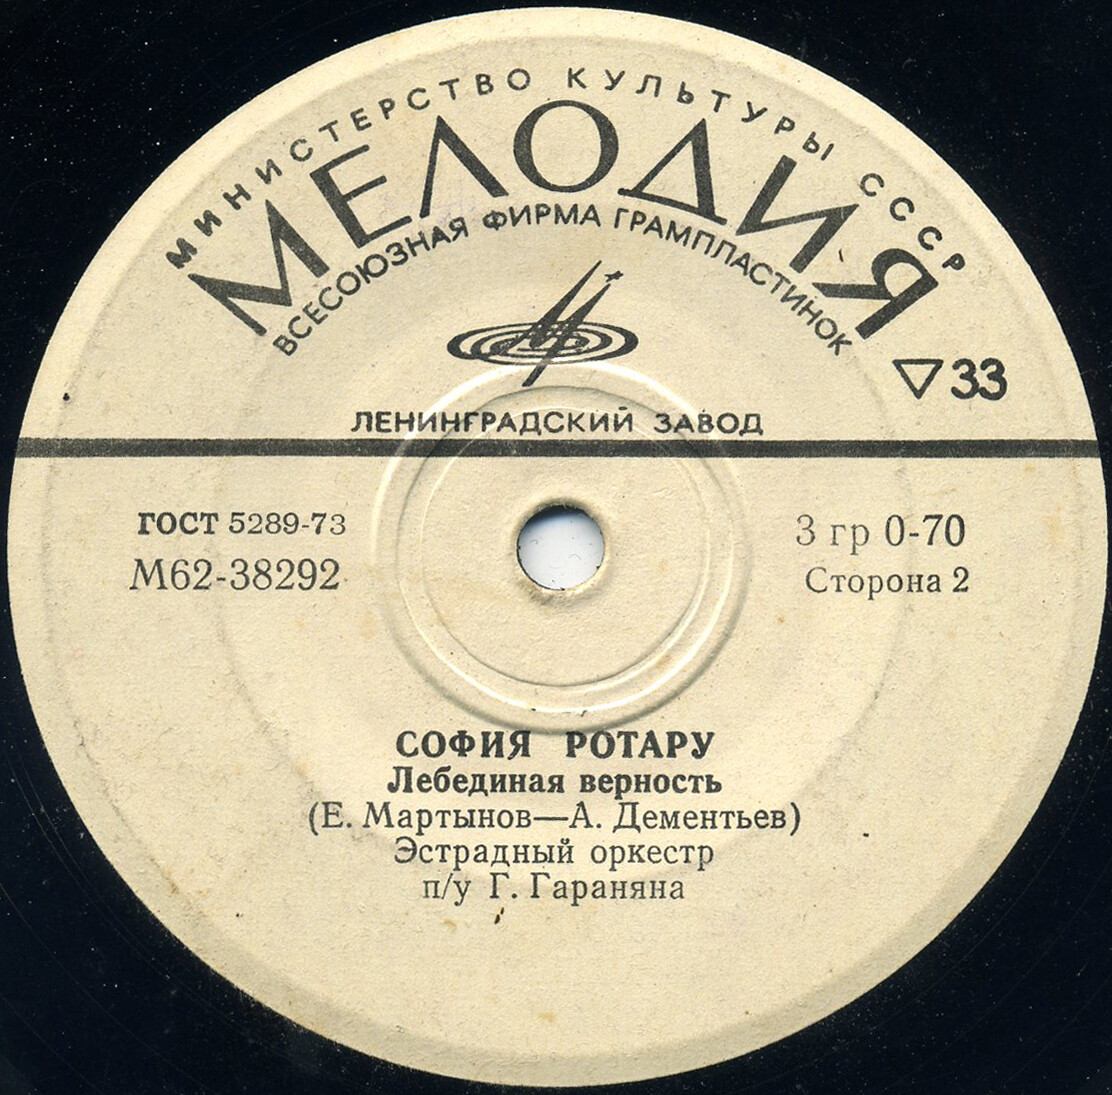 МИНИСТЕРСТВО КУЛЬТУРЫ СССР
МЕЛОДИЯ
ВСЕСОЮЗНАЯ ФИРМА ГРАМПЛАСТИНОК
▽33
ЛЕНИНГРАДСКИЙ ЗАВОД
ГОСТ 5289-73
М62-38292
3 гр 0-70
Сторона 2
СОФИЯ РОТАРУ
Лебединая верность
(Е. Мартынов—А. Дементьев)
Эстрадный оркестр
п/у Г. Гараняна